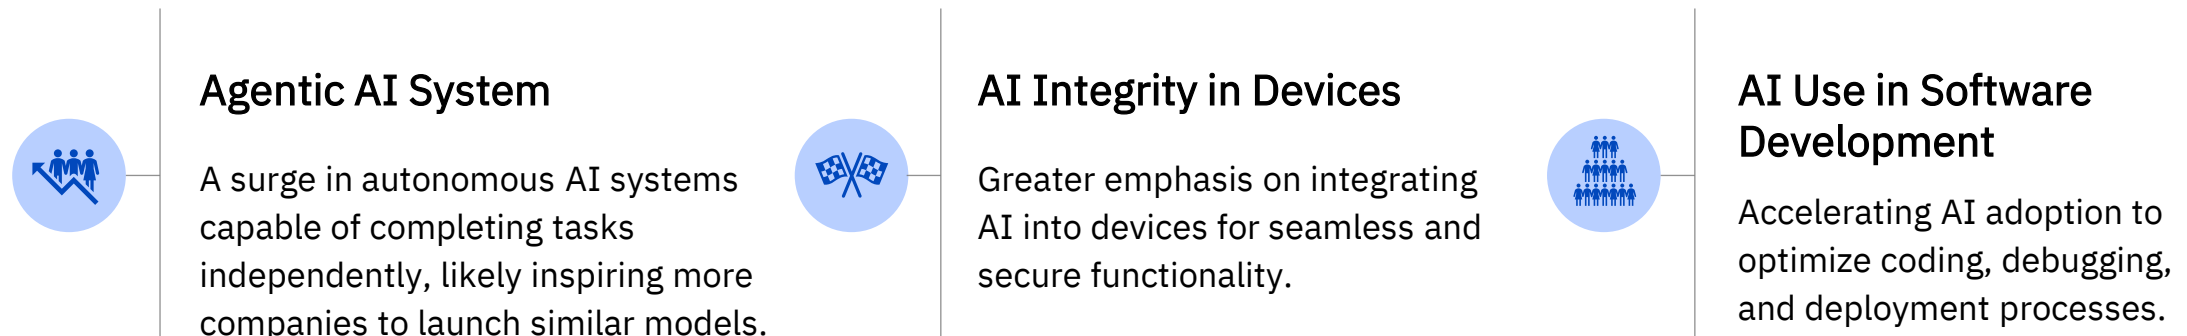 Agentic AI System
A surge in autonomous AI systems
capable of completing tasks
independently, likely inspiring more
companies to launch similar models.
AI Integrity in Devices
Greater emphasis on integrating
AI into devices for seamless and
secure functionality.
AI Use in Software
Development
Accelerating AI adoption to
optimize coding, debugging,
and deployment processes.